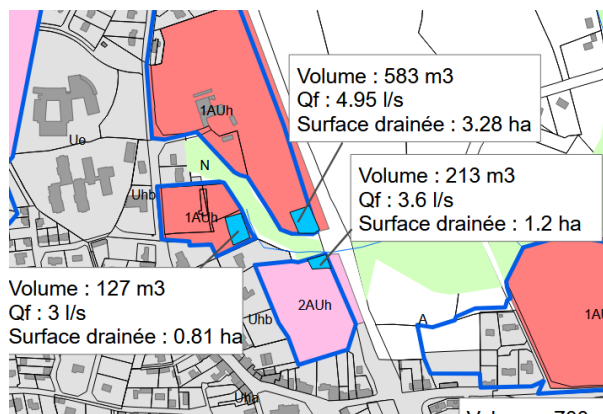 Volume : 583 m3
Qf : 4.95 l/s
Surface drainée : 3.28 ha
1AUh
Ue
N
Volume : 213 m3
Qf : 3.6 l/s
Surface drainée : 1.2 ha
Uhb
1AUh
Volume : 127 m3
Qf : 3 l/s
Surface drainée : 0.81 ha
2AUh
Uhb
A
1AU
Uha